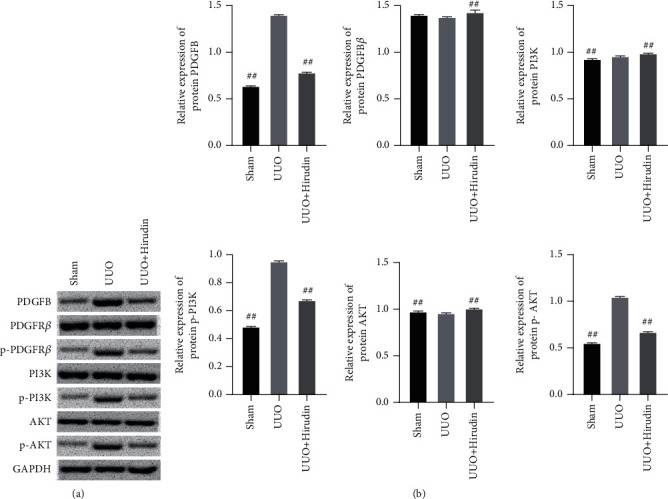 Relative expression of
protein PDGFB
1.5
1.0
0.5
0.0
##
##
Sham
UUO
UUO+Hirudin
Relative expression of
protein PDGFBβ
1.5
1.0
0.5
0.0
##
Sham
UUO
UUO+Hirudin
Relative expression of
protein PI3K
1.5
1.0
0.5
0.0
##
##
Sham
UUO
UUO+Hirudin
Sham
UUO
UUO+Hirudin
PDGFB
PDGFRβ
p-PDGFRβ
PI3K
p-PI3K
AKT
p-AKT
GAPDH
(a)
Relative expression of
protein p-PI3K
1.0
0.8
0.6
0.4
0.2
0.0
##
##
Sham
UUO
UUO+Hirudin
Relative expression of
protein AKT
1.5
1.0
0.5
0.0
##
##
Sham
UUO
UUO+Hirudin
Relative expression of
protein p- AKT
1.5
1.0
0.5
0.0
##
##
Sham
UUO
UUO+Hirudin
(b)